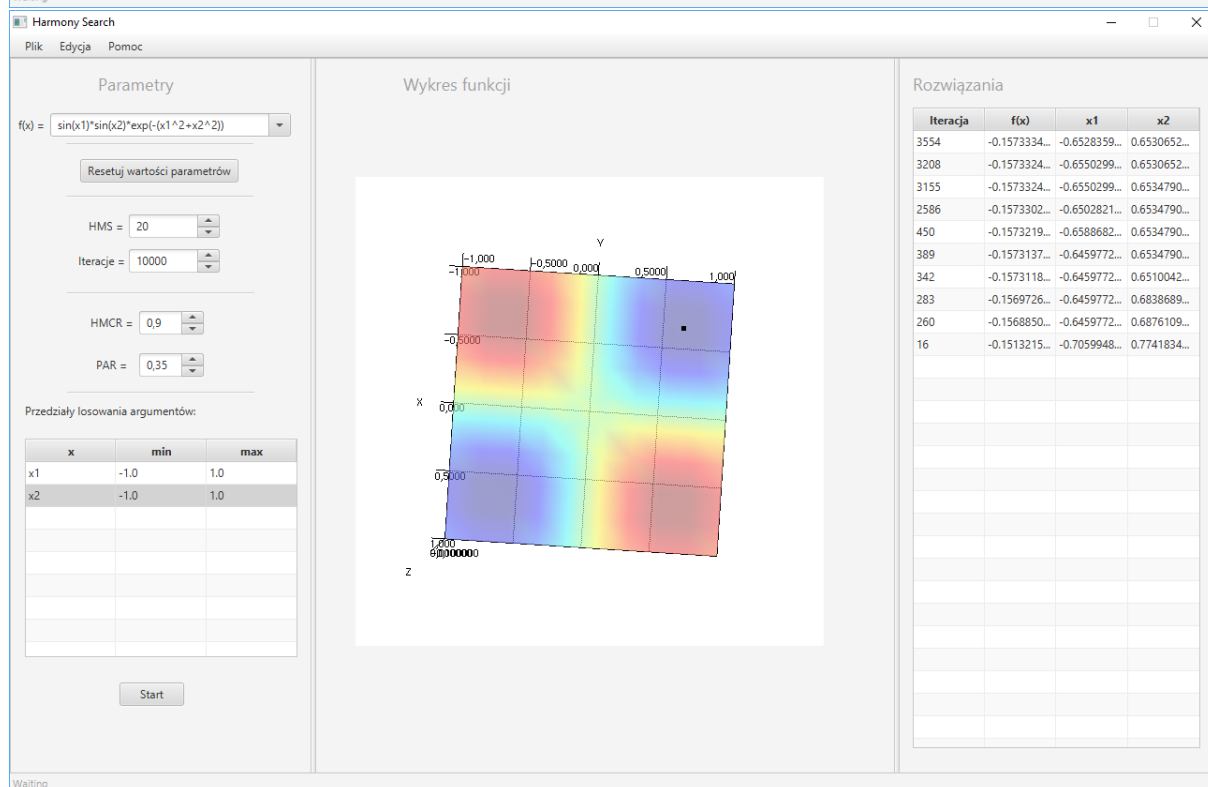 Waiting
Harmony Search
Plik Edycja Pomoc
Parametry
f(x) = sin(x1)*sin(x2)*exp(-(x1^2+x2^2))
Resetuj wartości parametrów
HMS = 20
Iteracje = 10000
HMCR = 0,9
PAR = 0,35
Przedziały losowania argumentów:
x min max
x1 -1.0 1.0
x2 -1.0 1.0
Start
Wykres funkcji
Y
-1,000 -0,5000 0,000 0,5000 1,000
-1,000
-0,5000
X 0,000
0,5000
1,000
Z
Rozwiązania
Iteracja f(x) x1 x2
3554 -0.1573334... -0.6528359... 0.6530652...
3208 -0.1573324... -0.6550299... 0.6530652...
3155 -0.1573324... -0.6550299... 0.6534790...
2586 -0.1573302... -0.6502821... 0.6534790...
450 -0.1573219... -0.6588682... 0.6534790...
389 -0.1573137... -0.6459772... 0.6534790...
342 -0.1573118... -0.6459772... 0.6510042...
283 -0.1569726... -0.6459772... 0.6838689...
260 -0.1568850... -0.6459772... 0.6876109...
16 -0.1513215... -0.7059948... 0.7741834...
Waiting